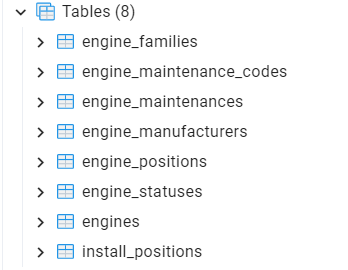 Tables (8)
engine_families
engine_maintenance_codes
engine_maintenances
engine_manufacturers
engine_positions
engine_statuses
engines
install_positions